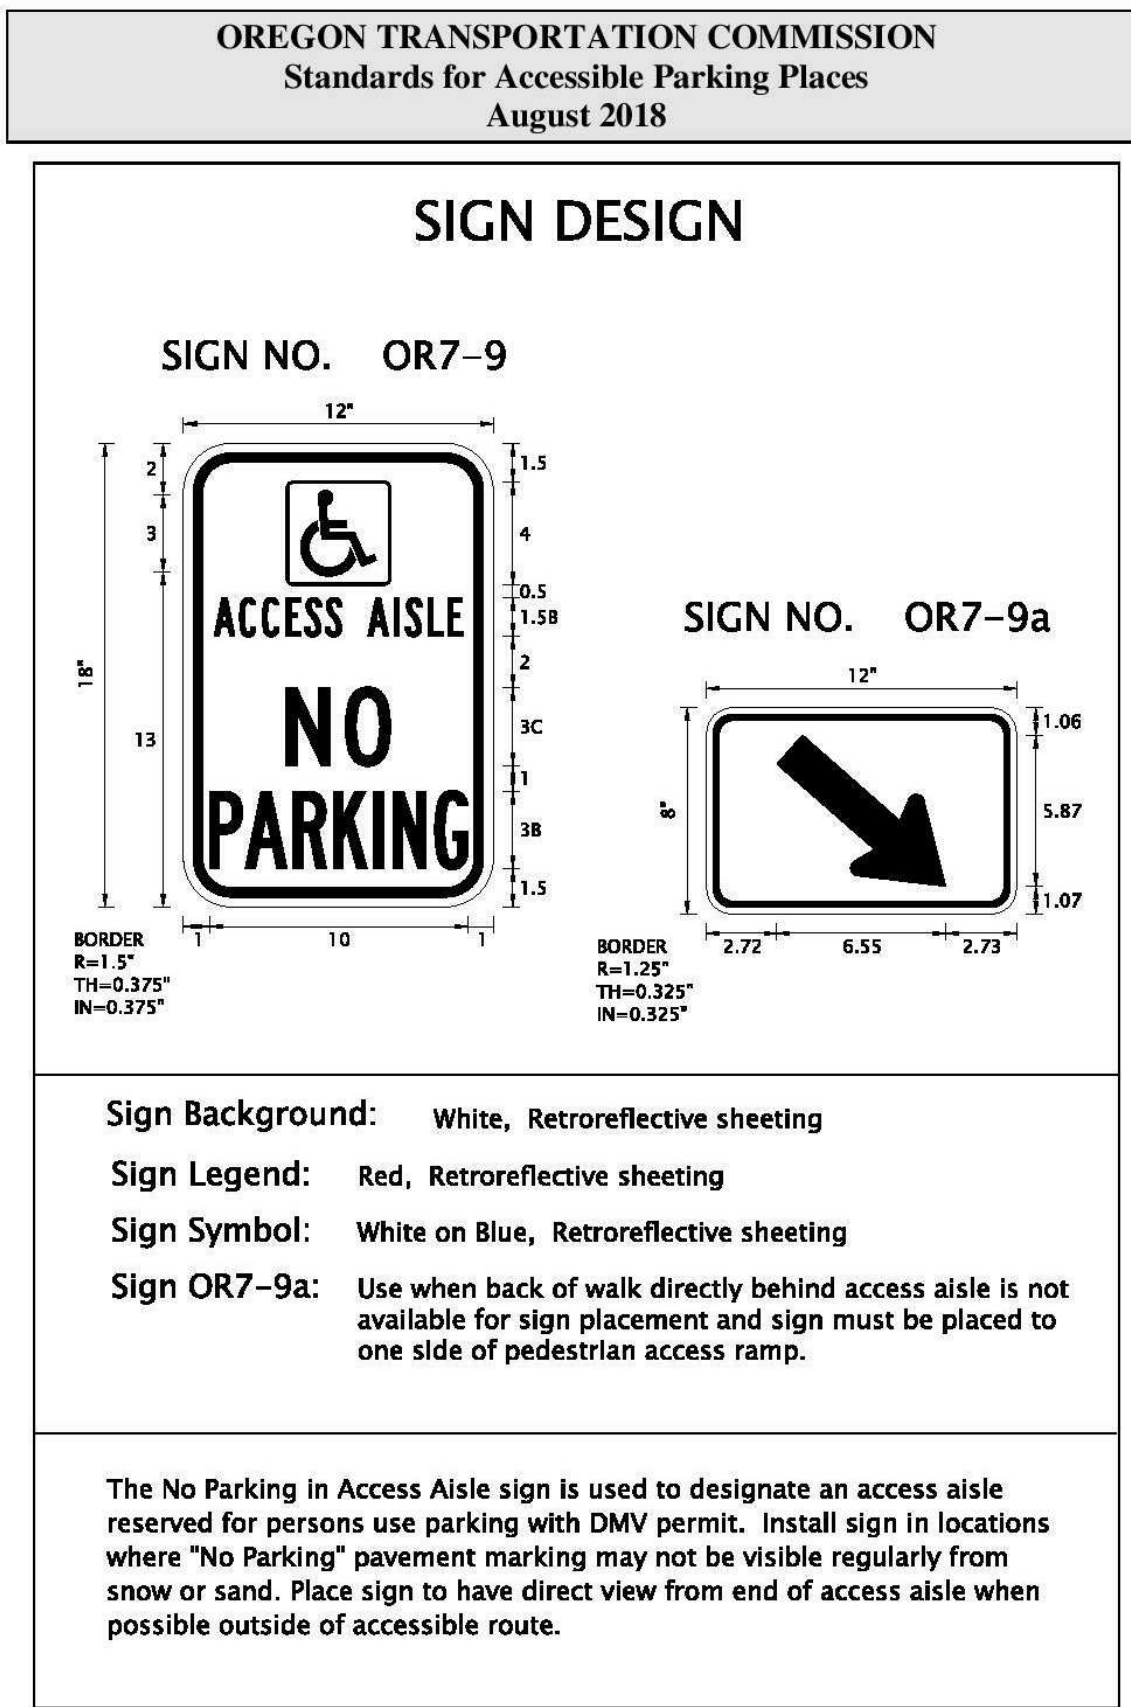 OREGON TRANSPORTATION COMMISSION
Standards for Accessible Parking Places
August 2018
SIGN DESIGN
SIGN NO. OR7-9
12"
2
3
13
18"
1.5
4
0.5
1.5B
2
3C
1
3B
1.5
ACCESS AISLE
NO
PARKING
1 10 1
BORDER
R=1.5"
TH=0.375"
IN=0.375"
SIGN NO. OR7-9a
12"
8"
1.06
5.87
1.07
2.72 6.55 2.73
BORDER
R=1.25"
TH=0.325"
IN=0.325"
Sign Background: White, Retroreflective sheeting
Sign Legend: Red, Retroreflective sheeting
Sign Symbol: White on Blue, Retroreflective sheeting
Sign OR7-9a: Use when back of walk directly behind access aisle is not
available for sign placement and sign must be placed to
one side of pedestrian access ramp.
The No Parking in Access Aisle sign is used to designate an access aisle
reserved for persons use parking with DMV permit. Install sign in locations
where "No Parking" pavement marking may not be visible regularly from
snow or sand. Place sign to have direct view from end of access aisle when
possible outside of accessible route.